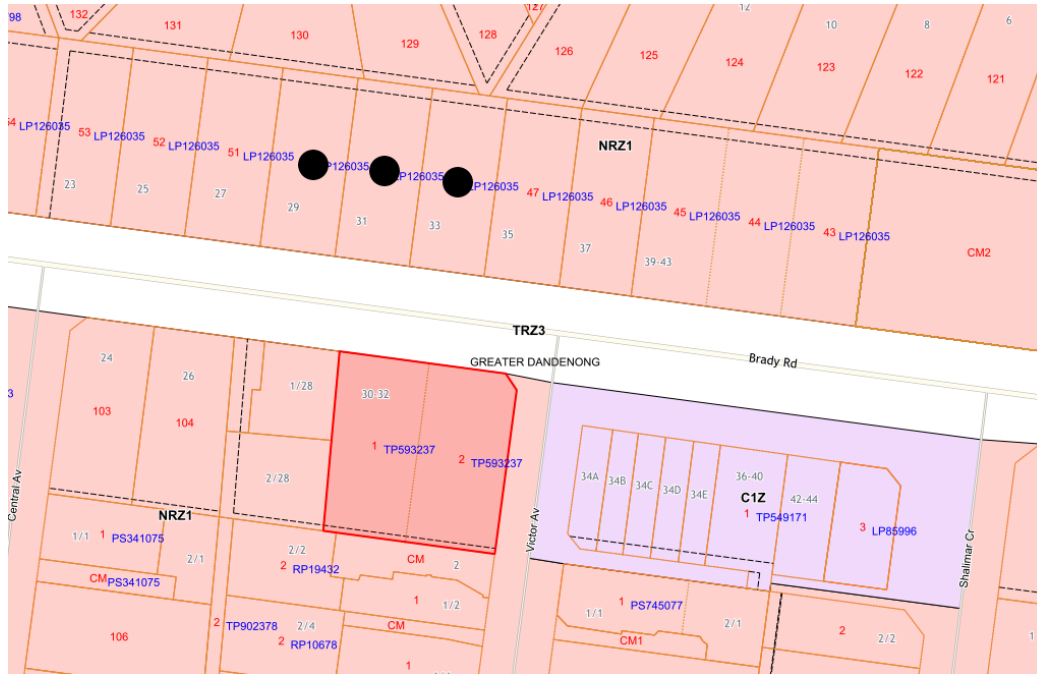 98
132
131
130
129
127
128
126
12
125
124
10
123
8
122
6
121
54 LP126035
53 LP126035
52 LP126035
51 LP126035
LP126035
LP126035
LP126035
NRZ1
47 LP126035
46 LP126035
45 LP126035
44 LP126035
43 LP126035
CM2
23
25
27
29
31
33
35
37
39-43
TRZ3
GREATER DANDENONG
Brady Rd
24
26
1/28
30-32
3
103
104
1 TP593237
2 TP593237
2/28
Central Av
NRZ1
34A
34B
34C
34D
34E
36-40
C1Z
1 TP549171
42-44
3 LP85996
Victor Av
Shalimar Cr
1/1
1 PS341075
2/1
CM PS341075
2/2
2 RP19432
CM
2
1
1/2
106
2 TP902378
2/4
2 RP10678
CM
1
1/1
1 PS745077
2/1
CM1
2
2/2
1